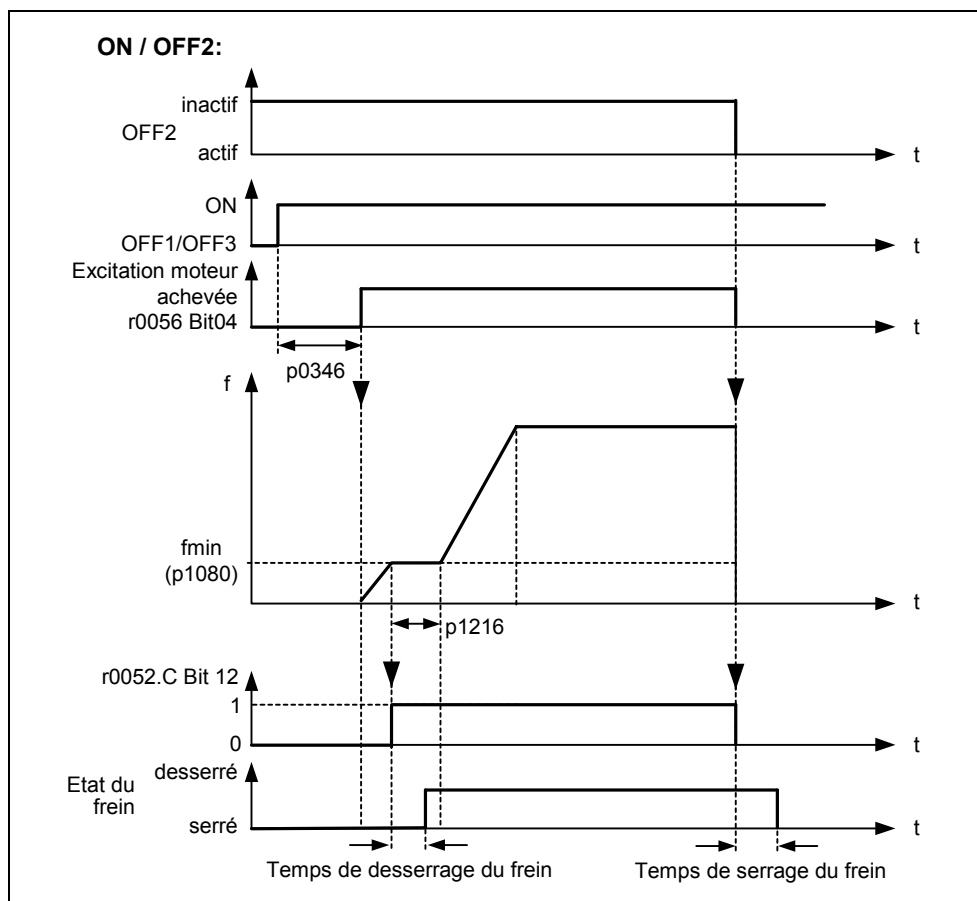 ON / OFF2:
inactif
OFF2
actif
t
ON
OFF1/OFF3
t
Excitation moteur
achevée
r0056 Bit04
t
p0346
f
fmin
(p1080)
t
p1216
r0052.C Bit 12
1
0
t
desserré
Etat du
frein
serré
t
Temps de desserrage du frein
Temps de serrage du frein